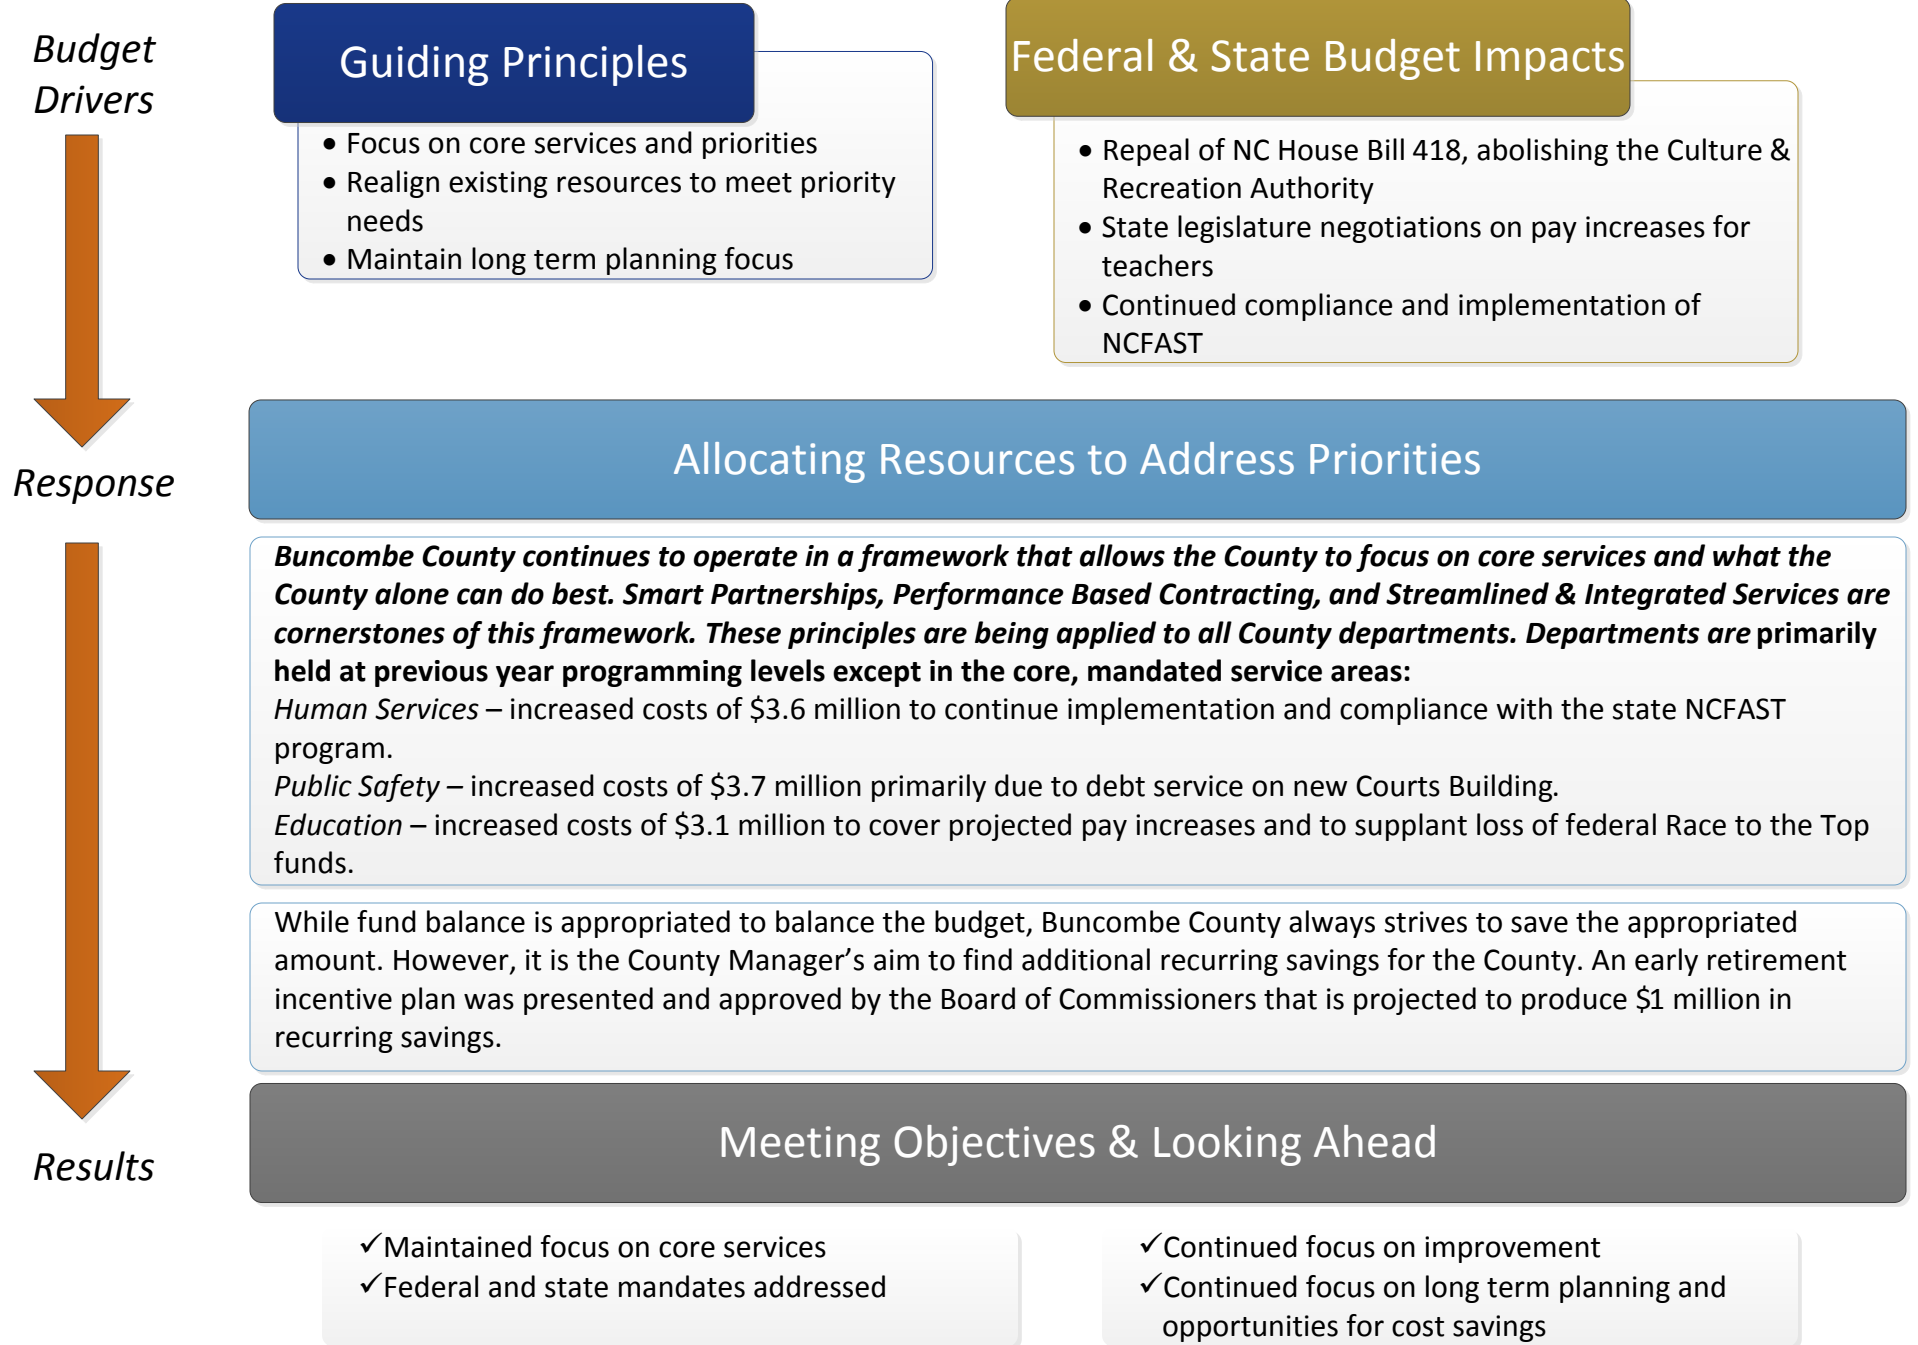 Budget
Drivers
Guiding Principles
• Focus on core services and priorities
• Realign existing resources to meet priority
needs
• Maintain long term planning focus
Federal & State Budget Impacts
• Repeal of NC House Bill 418, abolishing the Culture &
Recreation Authority
• State legislature negotiations on pay increases for
teachers
• Continued compliance and implementation of
NCFAST
Response
Allocating Resources to Address Priorities
Buncombe County continues to operate in a framework that allows the County to focus on core services and what the
County alone can do best. Smart Partnerships, Performance Based Contracting, and Streamlined & Integrated Services are
cornerstones of this framework. These principles are being applied to all County departments. Departments are primarily
held at previous year programming levels except in the core, mandated service areas:
Human Services – increased costs of $3.6 million to continue implementation and compliance with the state NCFAST
program.
Public Safety – increased costs of $3.7 million primarily due to debt service on new Courts Building.
Education – increased costs of $3.1 million to cover projected pay increases and to supplant loss of federal Race to the Top
funds.
While fund balance is appropriated to balance the budget, Buncombe County always strives to save the appropriated
amount. However, it is the County Manager’s aim to find additional recurring savings for the County. An early retirement
incentive plan was presented and approved by the Board of Commissioners that is projected to produce $1 million in
recurring savings.
Results
Meeting Objectives & Looking Ahead
✓Maintained focus on core services
✓Federal and state mandates addressed
✓Continued focus on improvement
✓Continued focus on long term planning and
opportunities for cost savings